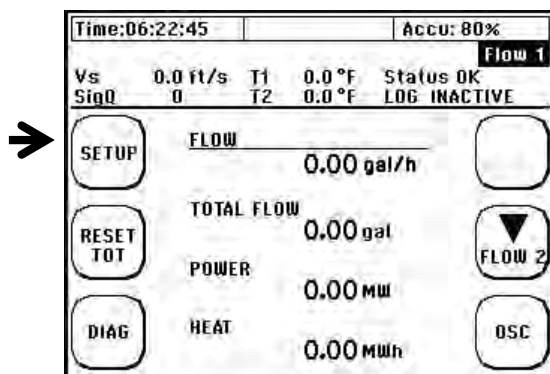 Time:06:22:45 Accu: 80%
Flow 1
Vs 0.0 ft/s T1 0.0 °F Status OK
SigQ 0 T2 0.0 °F LOG INACTIVE
SETUP
FLOW
0.00 gal/h
TOTAL FLOW
0.00 gal
RESET TOT
FLOW 2
POWER
0.00 MW
DIAG
HEAT
0.00 MWh
OSC